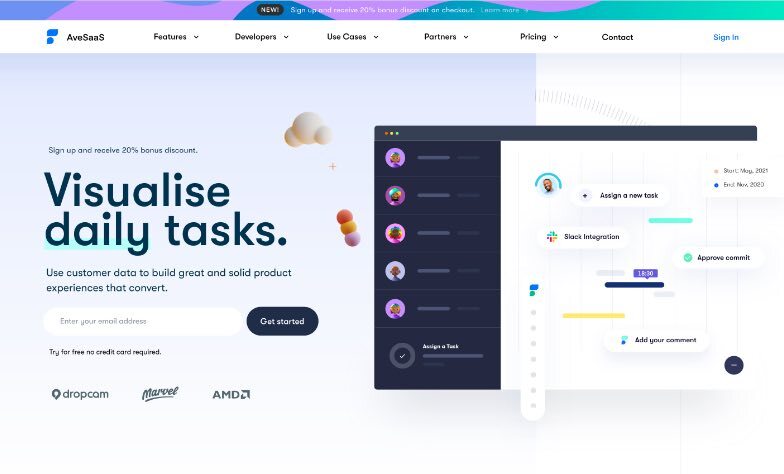 NEW! Sign up and receive 20% bonus discount on checkout. Learn more →
AveSaaS Features Developers Use Cases Partners Pricing Contact Sign in
Sign up and receive 20% bonus discount.
Visualise
daily tasks.
Use customer data to build great and solid product
experiences that convert.
Enter your email address
Get started
Try for free no credit card required.
dropcam MARVEL AMD
Start: May, 2021
End: Nov, 2020
Assign a new task
Slack Integration
Approve commit
18:30
Add your comment
Assign a Task